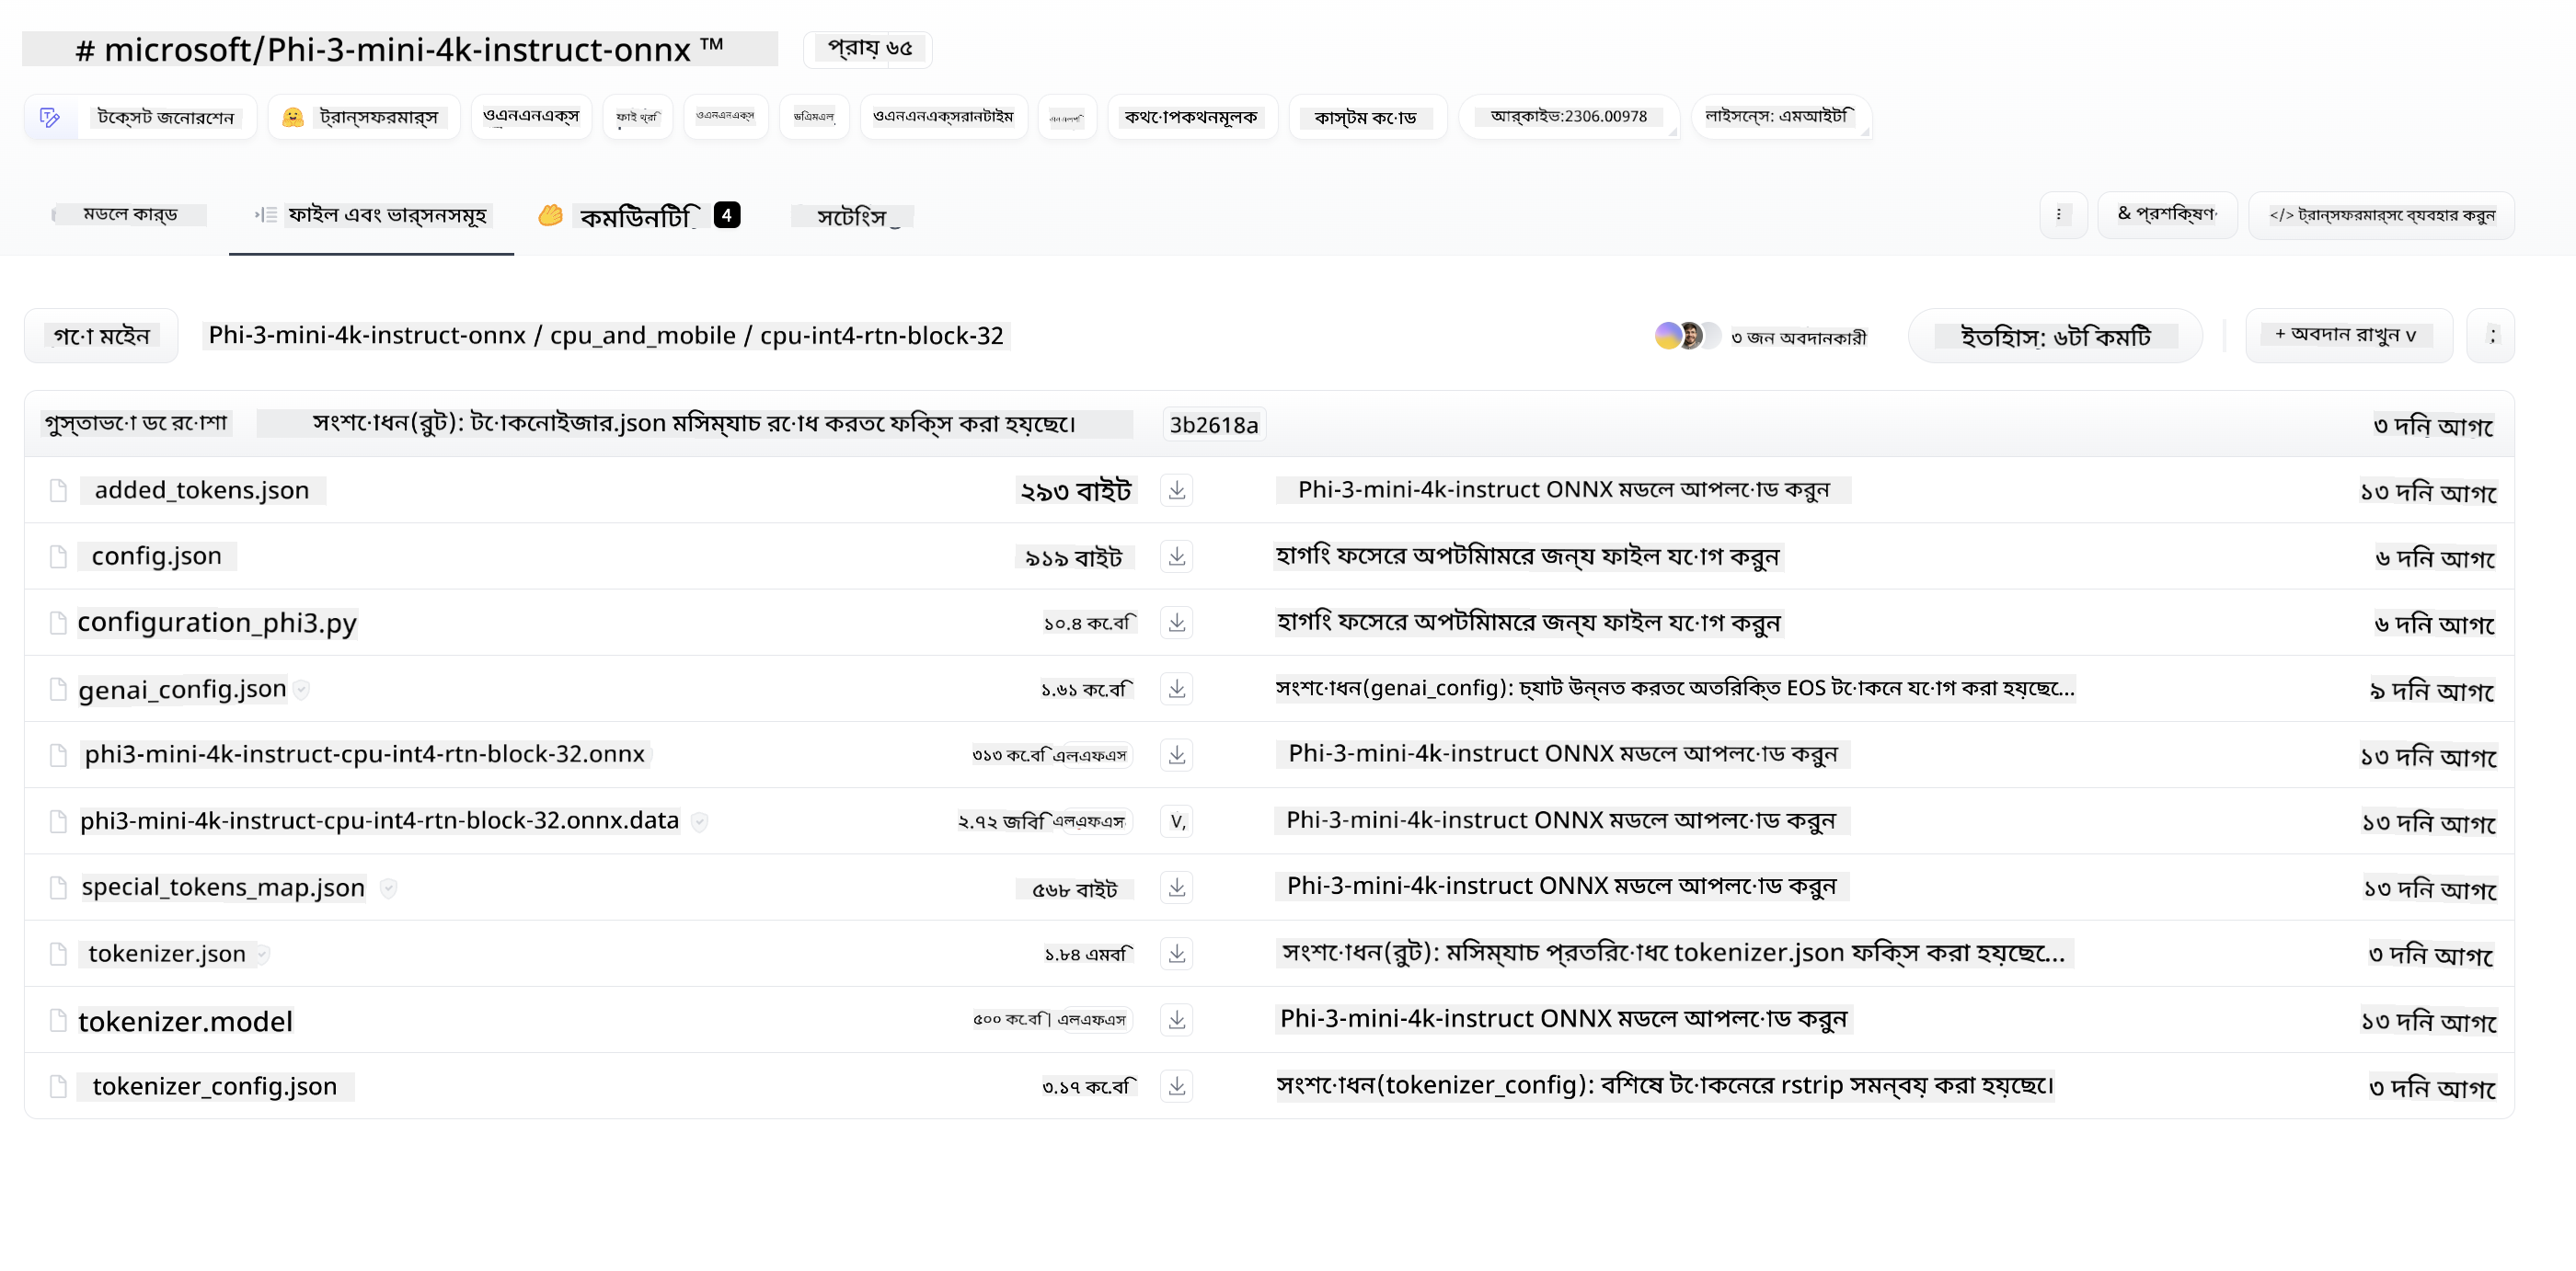 # microsoft/Phi-3-mini-4k-instruct-onnx ™ প্রায় ৬৫
টেক্সট জেনারেশন ট্রান্সফরমার্স ওএনএনএক্স ফাই থ্রি ওএনএনএক্স ডিএমএল ওএনএনএক্সরানটাইম এনএলপি কথোপকথনমূলক কাস্টম কোড আর্কাইভ:2306.00978 লাইসেন্স: এমআইটি
মডেল কার্ড ফাইল এবং ভার্সনসমূহ কমিউনিটি 4 সেটিংস ⋮ & প্রশিক্ষণ </> ট্রান্সফরমার্সে ব্যবহার করুন
গো মেইন Phi-3-mini-4k-instruct-onnx / cpu_and_mobile / cpu-int4-rtn-block-32 ৩ জন অবদানকারী ইতিহাস: ৬টি কমিট + অবদান রাখুন v ;
গুস্তাভো ডে রোশা সংশোধন(রুট): টোকেনাইজার.json মিসম্যাচ রোধ করতে ফিক্স করা হয়েছে। 3b2618a ৩ দিন আগে
added_tokens.json ২৯৩ বাইট Phi-3-mini-4k-instruct ONNX মডেল আপলোড করুন ১৩ দিন আগে
config.json ৯১৯ বাইট হাগিং ফেসের অপটিমামের জন্য ফাইল যোগ করুন ৬ দিন আগে
configuration_phi3.py ১০.৪ কে.বি হাগিং ফেসের অপটিমামের জন্য ফাইল যোগ করুন ৬ দিন আগে
genai_config.json ১.৬১ কে.বি সংশোধন(genai_config): চ্যাট উন্নত করতে অতিরিক্ত EOS টোকেন যোগ করা হয়েছে... ৯ দিন আগে
phi3-mini-4k-instruct-cpu-int4-rtn-block-32.onnx ৩১৩ কে.বি এলএফএস Phi-3-mini-4k-instruct ONNX মডেল আপলোড করুন ১৩ দিন আগে
phi3-mini-4k-instruct-cpu-int4-rtn-block-32.onnx.data ২.৭২ জিবি এলএফএস V, Phi-3-mini-4k-instruct ONNX মডেল আপলোড করুন ১৩ দিন আগে
special_tokens_map.json ৫৬৮ বাইট Phi-3-mini-4k-instruct ONNX মডেল আপলোড করুন ১৩ দিন আগে
tokenizer.json ১.৮৪ এমবি সংশোধন(রুট): মিসম্যাচ প্রতিরোধে tokenizer.json ফিক্স করা হয়েছে... ৩ দিন আগে
tokenizer.model ৫০০ কে.বি | এলএফএস Phi-3-mini-4k-instruct ONNX মডেল আপলোড করুন ১৩ দিন আগে
tokenizer_config.json ৩.১৭ কে.বি সংশোধন(tokenizer_config): বিশেষ টোকেনের rstrip সমন্বয় করা হয়েছে। ৩ দিন আগে